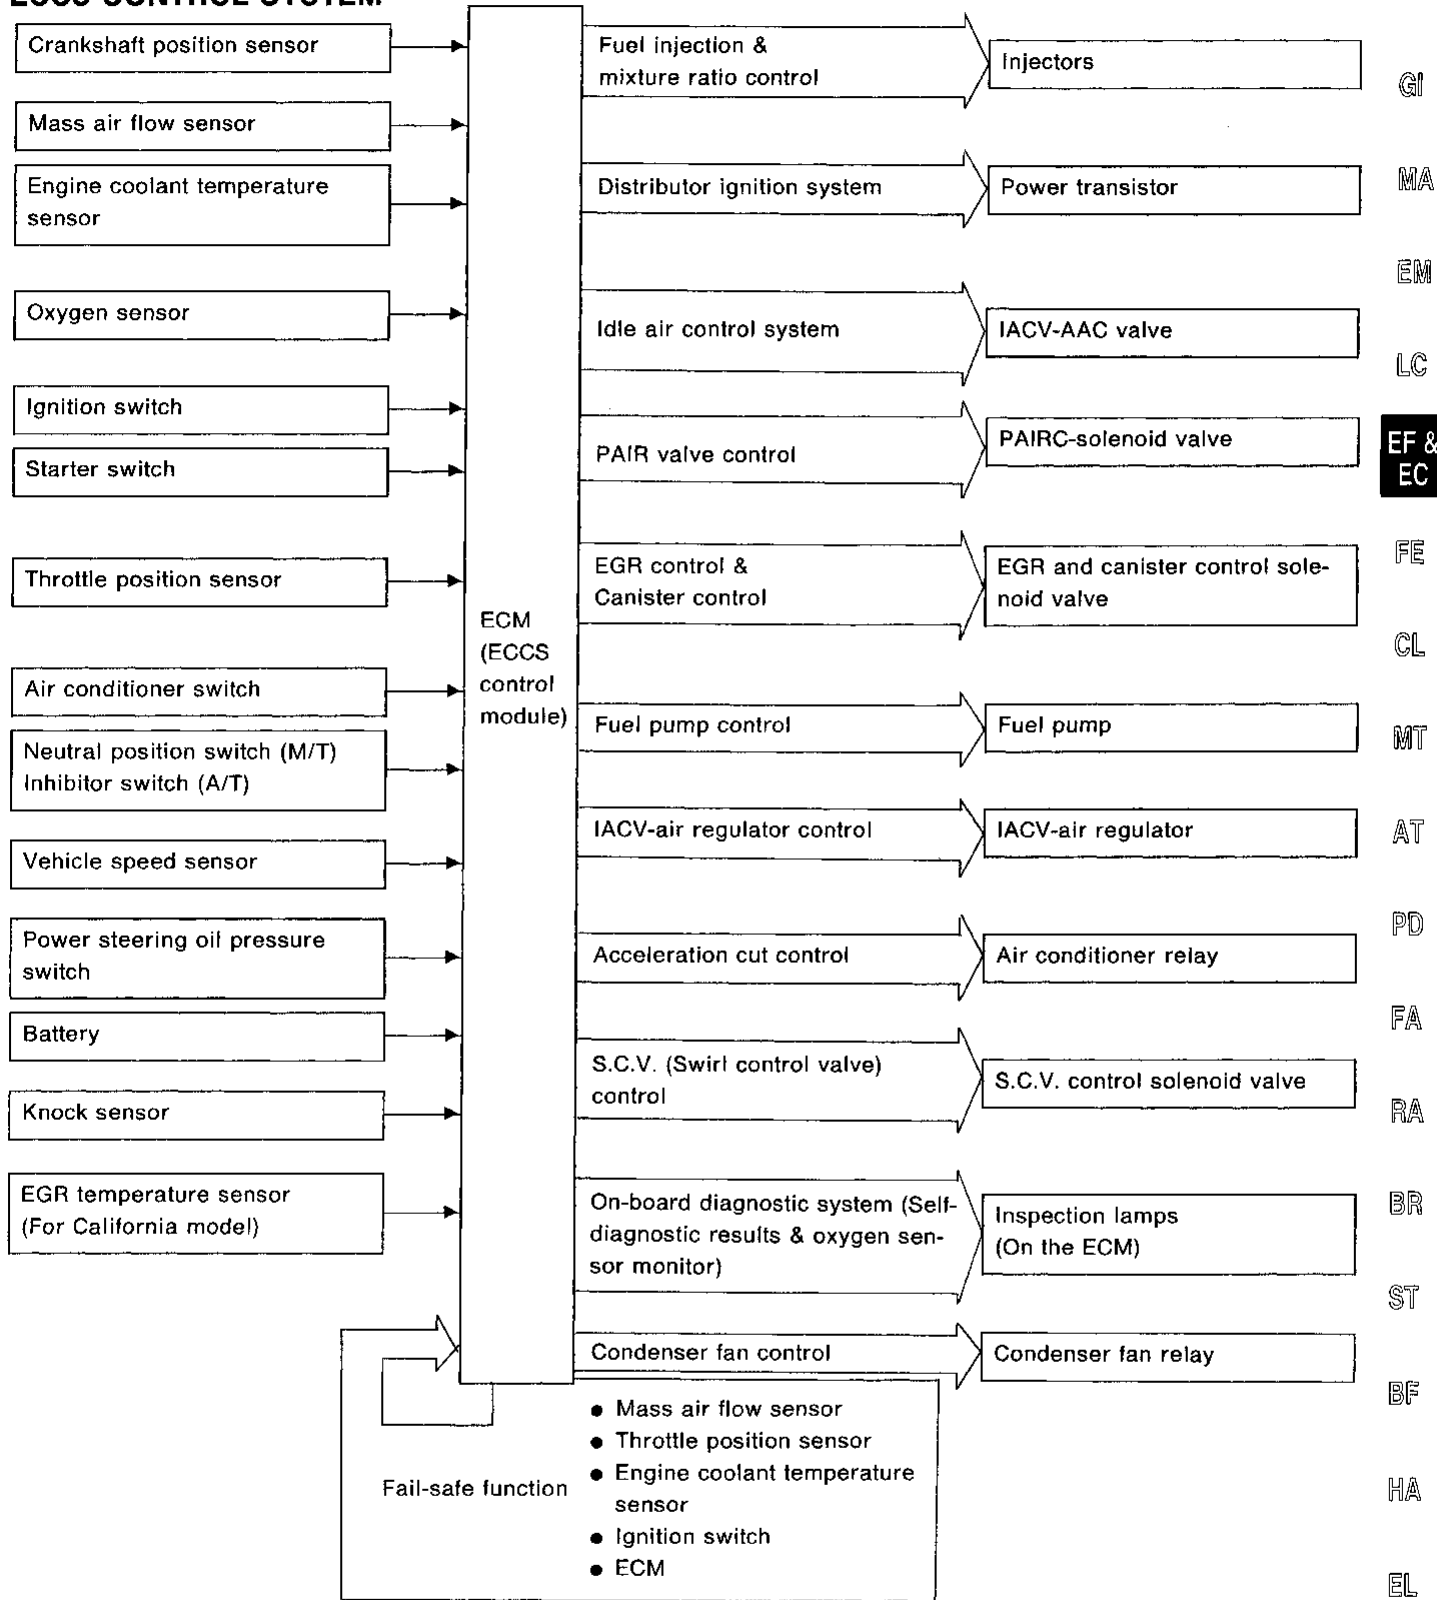 ECCS CONTROL SYSTEM
Crankshaft position sensor
Mass air flow sensor
Engine coolant temperature
sensor
Oxygen sensor
Ignition switch
Starter switch
Throttle position sensor
Air conditioner switch
Neutral position switch (M/T)
Inhibitor switch (A/T)
Vehicle speed sensor
Power steering oil pressure
switch
Battery
Knock sensor
EGR temperature sensor
(For California model)
ECM
(ECCS
control
module)
Fuel injection &
mixture ratio control
Injectors
Distributor ignition system
Power transistor
Idle air control system
IACV-AAC valve
PAIR valve control
PAIRC-solenoid valve
EGR control &
Canister control
EGR and canister control sole-
noid valve
Fuel pump control
Fuel pump
IACV-air regulator control
IACV-air regulator
Acceleration cut control
Air conditioner relay
S.C.V. (Swirl control valve)
control
S.C.V. control solenoid valve
On-board diagnostic system (Self-
diagnostic results & oxygen sen-
sor monitor)
Inspection lamps
(On the ECM)
Condenser fan control
Condenser fan relay
Fail-safe function
● Mass air flow sensor
● Throttle position sensor
● Engine coolant temperature
sensor
● Ignition switch
● ECM
GI
MA
EM
LC
EF &
EC
FE
CL
MT
AT
PD
FA
RA
BR
ST
BF
HA
EL